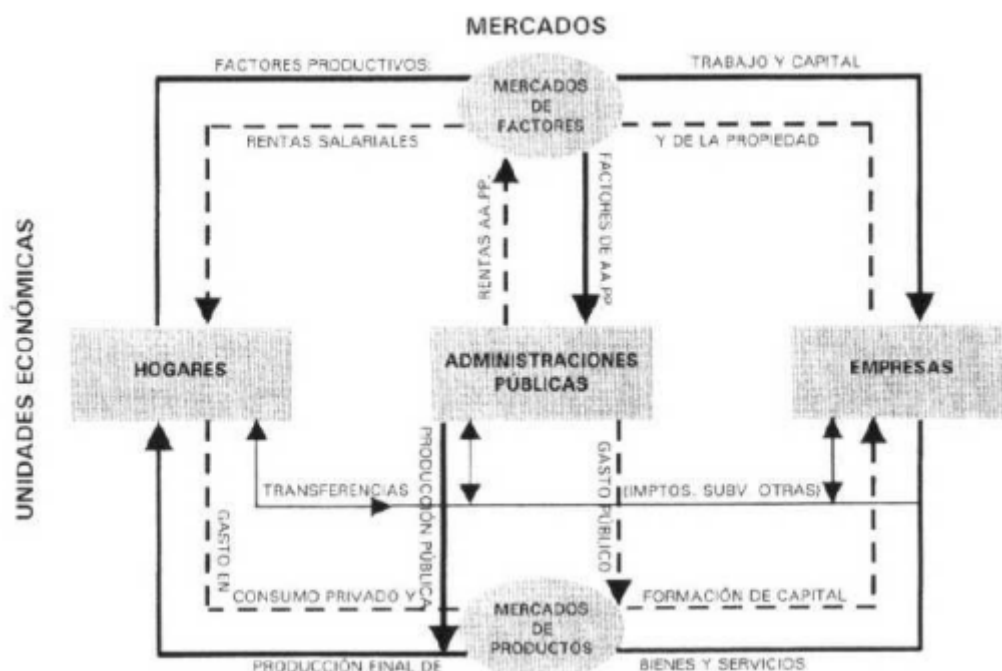 MERCADOS
FACTORES PRODUCTIVOS:
TRABAJO Y CAPITAL
MERCADOS
DE
FACTORES
RENTAS SALARIALES
Y DE LA PROPIEDAD
RENTAS AA.PP.
FACTORES DE AA.PP
UNIDADES ECONÓMICAS
HOGARES
ADMINISTRACIONES
PÚBLICAS
EMPRESAS
PRODUCCIÓN PÚBLICA
GASTO PÚBLICO
TRANSFERENCIAS
(IMPTOS. SUBV. OTRAS)
GASTO EN
CONSUMO PRIVADO Y
FORMACIÓN DE CAPITAL
MERCADOS
DE
PRODUCTOS
PRODUCCIÓN FINAL DE
BIENES Y SERVICIOS